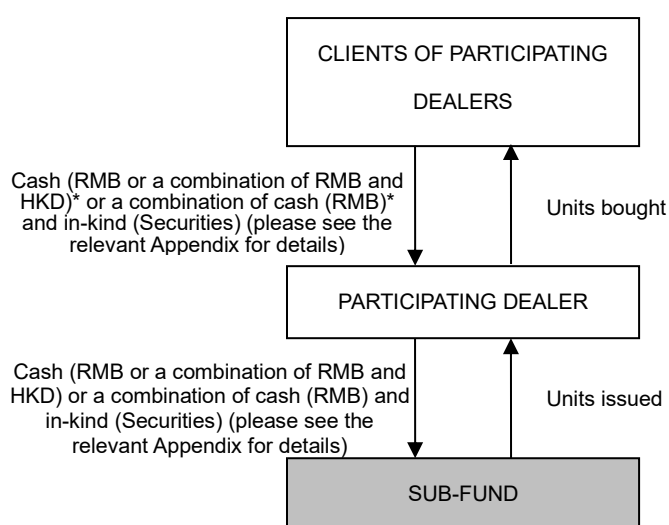 CLIENTS OF PARTICIPATING
DEALERS
Cash (RMB or a combination of RMB and
HKD)* or a combination of cash (RMB)*
and in-kind (Securities) (please see the
relevant Appendix for details)
Units bought
PARTICIPATING DEALER
Cash (RMB or a combination of RMB and
HKD) or a combination of cash (RMB) and
in-kind (Securities) (please see the
relevant Appendix for details)
Units issued
SUB-FUND